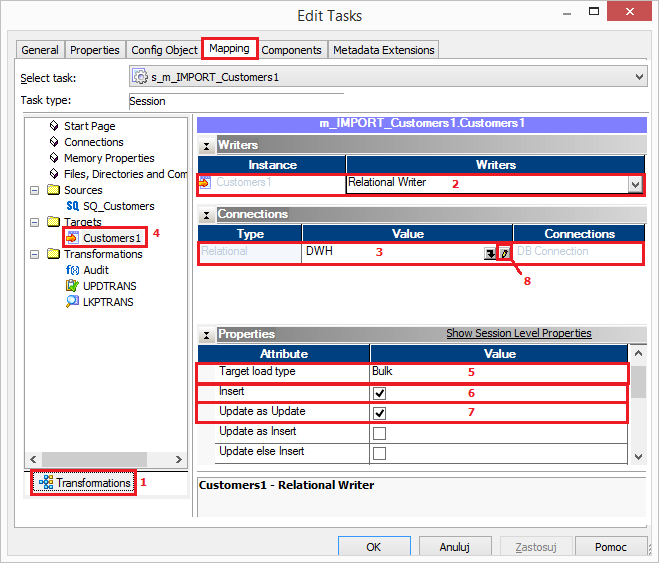 Edit Tasks
General Properties Config Object Mapping Components Metadata Extensions
Select task: s_m_IMPORT_Customers1
Task type: Session
Start Page
Connections
Memory Properties
Files, Directories and Com
Sources
SQ SQ_Customers
Targets
Customers1 4
Transformations
f(x) Audit
UPDTRANS
LKPTRANS
Transformations 1
m_IMPORT_Customers1.Customers1
Writers
Instance Writers
Customers1 Relational Writer 2
Connections
Type Value Connections
Relational DWH 3 DB Connection
8
Properties Show Session Level Properties
Attribute Value
Target load type Bulk 5
Insert 6
Update as Update 7
Update as Insert
Update else Insert
Customers1 - Relational Writer
OK Anuluj Zastosuj Pomoc